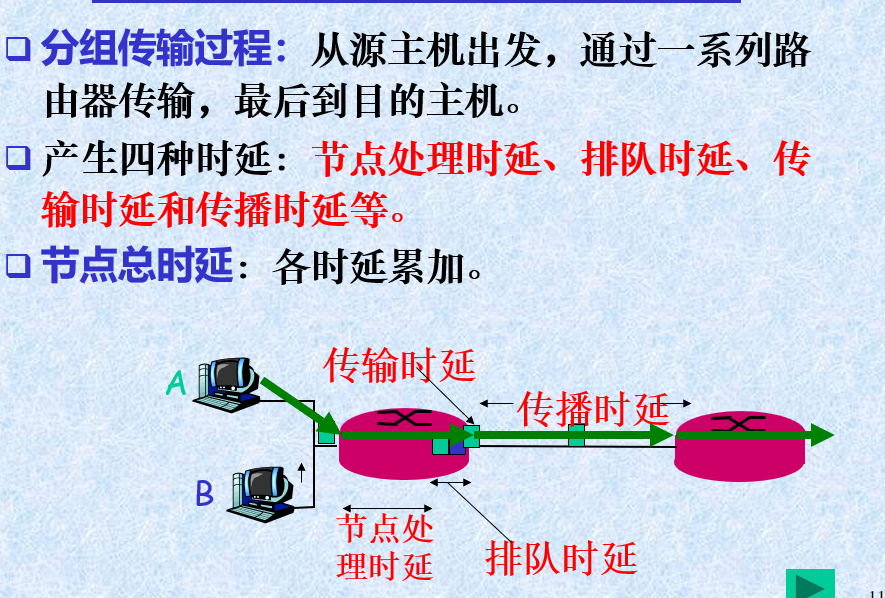 分组传输过程：从源主机出发，通过一系列路
由器传输，最后到目的主机。
产生四种时延：节点处理时延、排队时延、传
输时延和传播时延等。
节点总时延：各时延累加。
传输时延
A
传播时延
B
节点处
理时延
排队时延
11